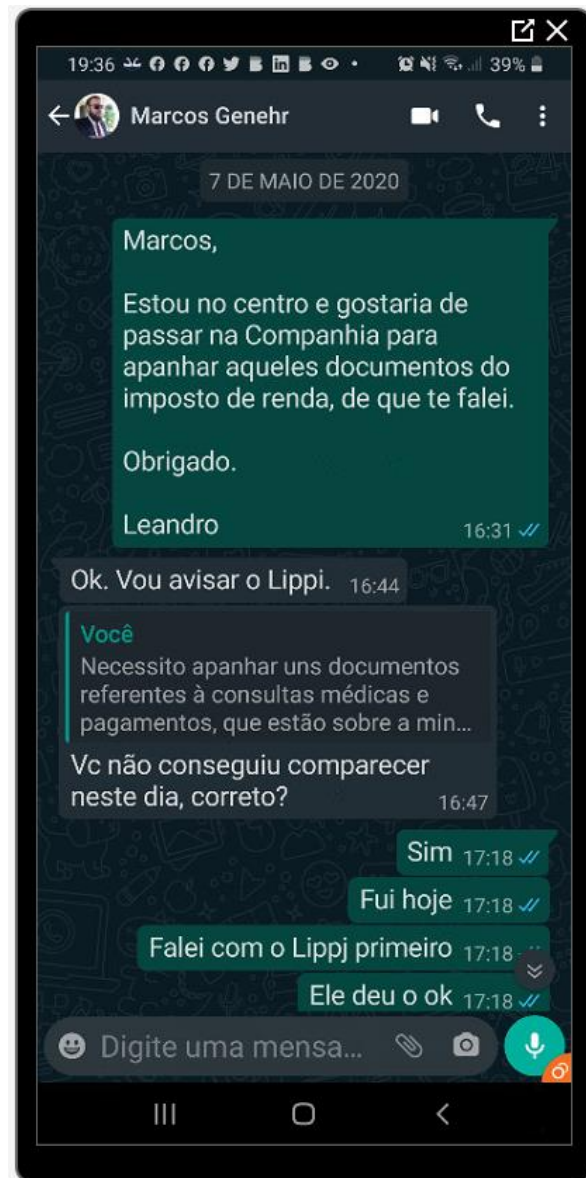 19:36
39%
Marcos Genehr
7 DE MAIO DE 2020
Marcos,
Estou no centro e gostaria de
passar na Companhia para
apanhar aqueles documentos do
imposto de renda, de que te falei.
Obrigado.
Leandro
16:31
Ok. Vou avisar o Lippi. 16:44
Você
Necessito apanhar uns documentos
referentes à consultas médicas e
pagamentos, que estão sobre a min...
Vc não conseguiu comparecer
neste dia, correto?
16:47
Sim 17:18
Fui hoje 17:18
Falei com o Lippj primeiro 17:18
Ele deu o ok 17:18
Digite uma mensa...